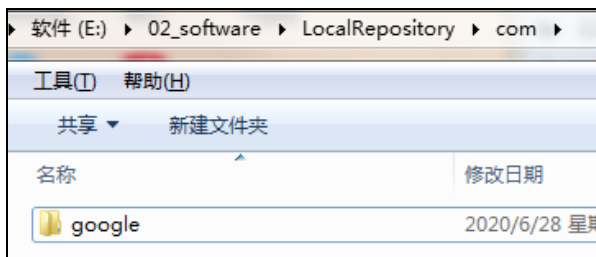 软件 (E:) ▸ 02_software ▸ LocalRepository ▸ com ▸
工具(T) 帮助(H)
共享 ▼ 新建文件夹
名称 修改日期
google 2020/6/28 星期